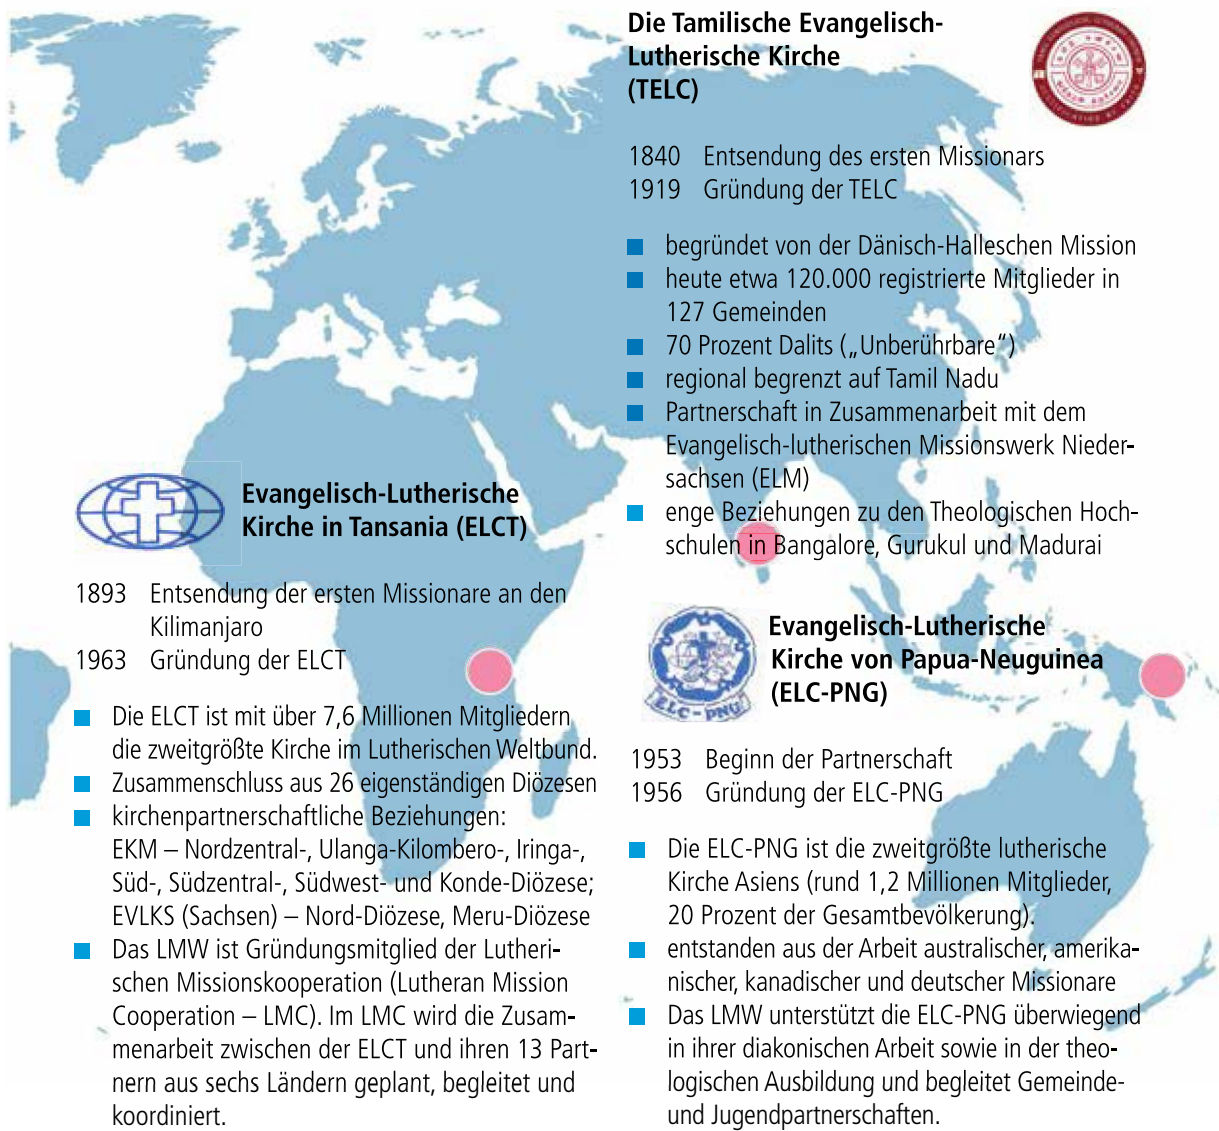 Die Tamilische Evangelisch-
Lutherische Kirche
(TELC)
1840 Entsendung des ersten Missionars
1919 Gründung der TELC
begründet von der Dänisch-Halleschen Mission
heute etwa 120.000 registrierte Mitglieder in
127 Gemeinden
70 Prozent Dalits („Unberührbare“)
regional begrenzt auf Tamil Nadu
Partnerschaft in Zusammenarbeit mit dem
Evangelisch-lutherischen Missionswerk Nieder-
sachsen (ELM)
enge Beziehungen zu den Theologischen Hoch-
schulen in Bangalore, Gurukul und Madurai
Evangelisch-Lutherische
Kirche in Tansania (ELCT)
1893 Entsendung der ersten Missionare an den
Kilimanjaro
1963 Gründung der ELCT
Die ELCT ist mit über 7,6 Millionen Mitgliedern
die zweitgrößte Kirche im Lutherischen Weltbund.
Zusammenschluss aus 26 eigenständigen Diözesen
kirchenpartnerschaftliche Beziehungen:
EKM – Nordzentral-, Ulanga-Kilombero-, Iringa-,
Süd-, Südzentral-, Südwest- und Konde-Diözese;
EVLKS (Sachsen) – Nord-Diözese, Meru-Diözese
Das LMW ist Gründungsmitglied der Lutheri-
schen Missionskooperation (Lutheran Mission
Cooperation – LMC). Im LMC wird die Zusam-
menarbeit zwischen der ELCT und ihren 13 Part-
nern aus sechs Ländern geplant, begleitet und
koordiniert.
ELC-PNG
Evangelisch-Lutherische
Kirche von Papua-Neuguinea
(ELC-PNG)
1953 Beginn der Partnerschaft
1956 Gründung der ELC-PNG
Die ELC-PNG ist die zweitgrößte lutherische
Kirche Asiens (rund 1,2 Millionen Mitglieder,
20 Prozent der Gesamtbevölkerung).
entstanden aus der Arbeit australischer, amerika-
nischer, kanadischer und deutscher Missionare
Das LMW unterstützt die ELC-PNG überwiegend
in ihrer diakonischen Arbeit sowie in der theo-
logischen Ausbildung und begleitet Gemeinde-
und Jugendpartnerschaften.